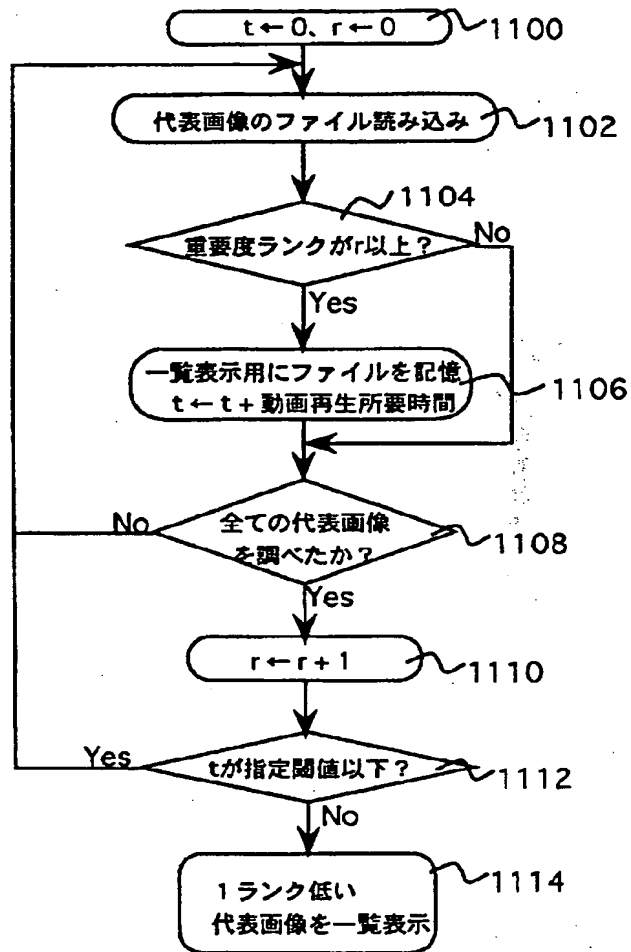 t←0、r←0
1100
代表画像のファイル読み込み
1102
1104
重要度ランクがr以上？
No
Yes
一覧表示用にファイルを記憶
t←t+動画再生所要時間
1106
全ての代表画像
を調べたか？
1108
No
Yes
r←r+1
1110
Yes
tが指定閾値以下？
1112
No
1ランク低い
代表画像を一覧表示
1114